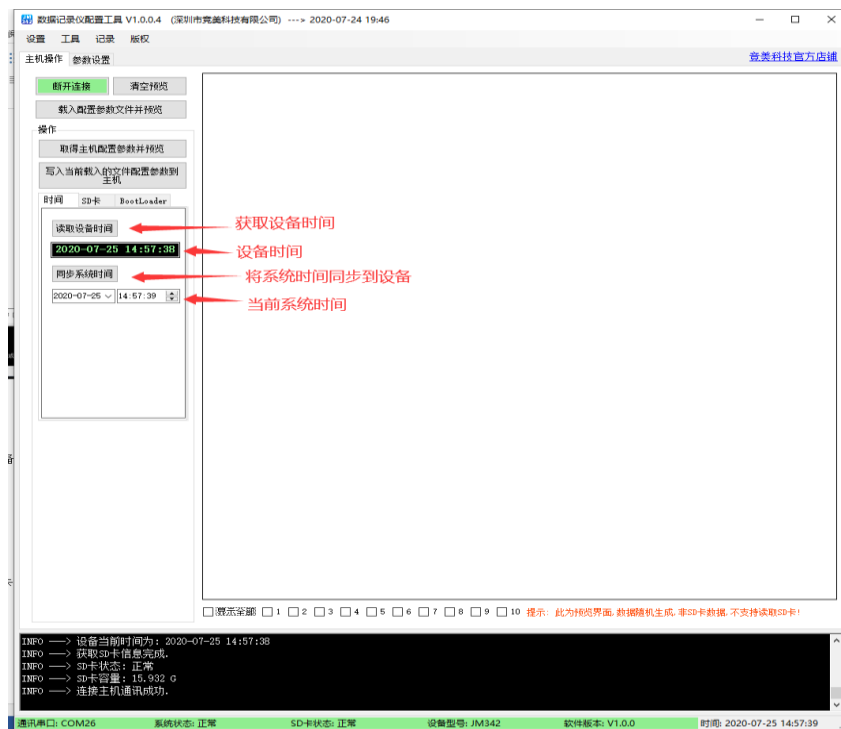 数据记录仪配置工具 V1.0.0.4 (深圳市竞美科技有限公司) ---> 2020-07-24 19:46
设置 工具 记录 版权
主机操作 参数设置 竞美科技官方店铺
断开连接 清空预览
载入配置参数文件并预览
操作
取得主机配置参数并预览
写入当前载入的文件配置参数到
主机
时间 SD卡 BootLoader
读取设备时间 获取设备时间
2020-07-25 14:57:38 设备时间
同步系统时间 将系统时间同步到设备
2020-07-25 14:57:39 当前系统时间
显示全部 1 2 3 4 5 6 7 8 9 10 提示: 此为预览界面,数据随机生成,非SD卡数据,不支持读取SD卡!
INFO ---> 设备当前时间为: 2020-07-25 14:57:38
INFO ---> 获取SD卡信息完成.
INFO ---> SD卡状态: 正常
INFO ---> SD卡容量: 15.932 G
INFO ---> 连接主机通讯成功.
通讯串口: COM26 系统状态: 正常 SD卡状态: 正常 设备型号: JM342 软件版本: V1.0.0 时间: 2020-07-25 14:57:39